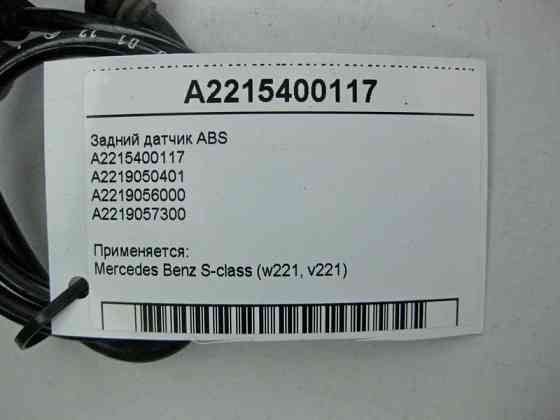 A2215400117
Задний датчик ABS
A2215400117
A2219050401
A2219056000
A2219057300
Применяется:
Mercedes Benz S-class (w221, v221)